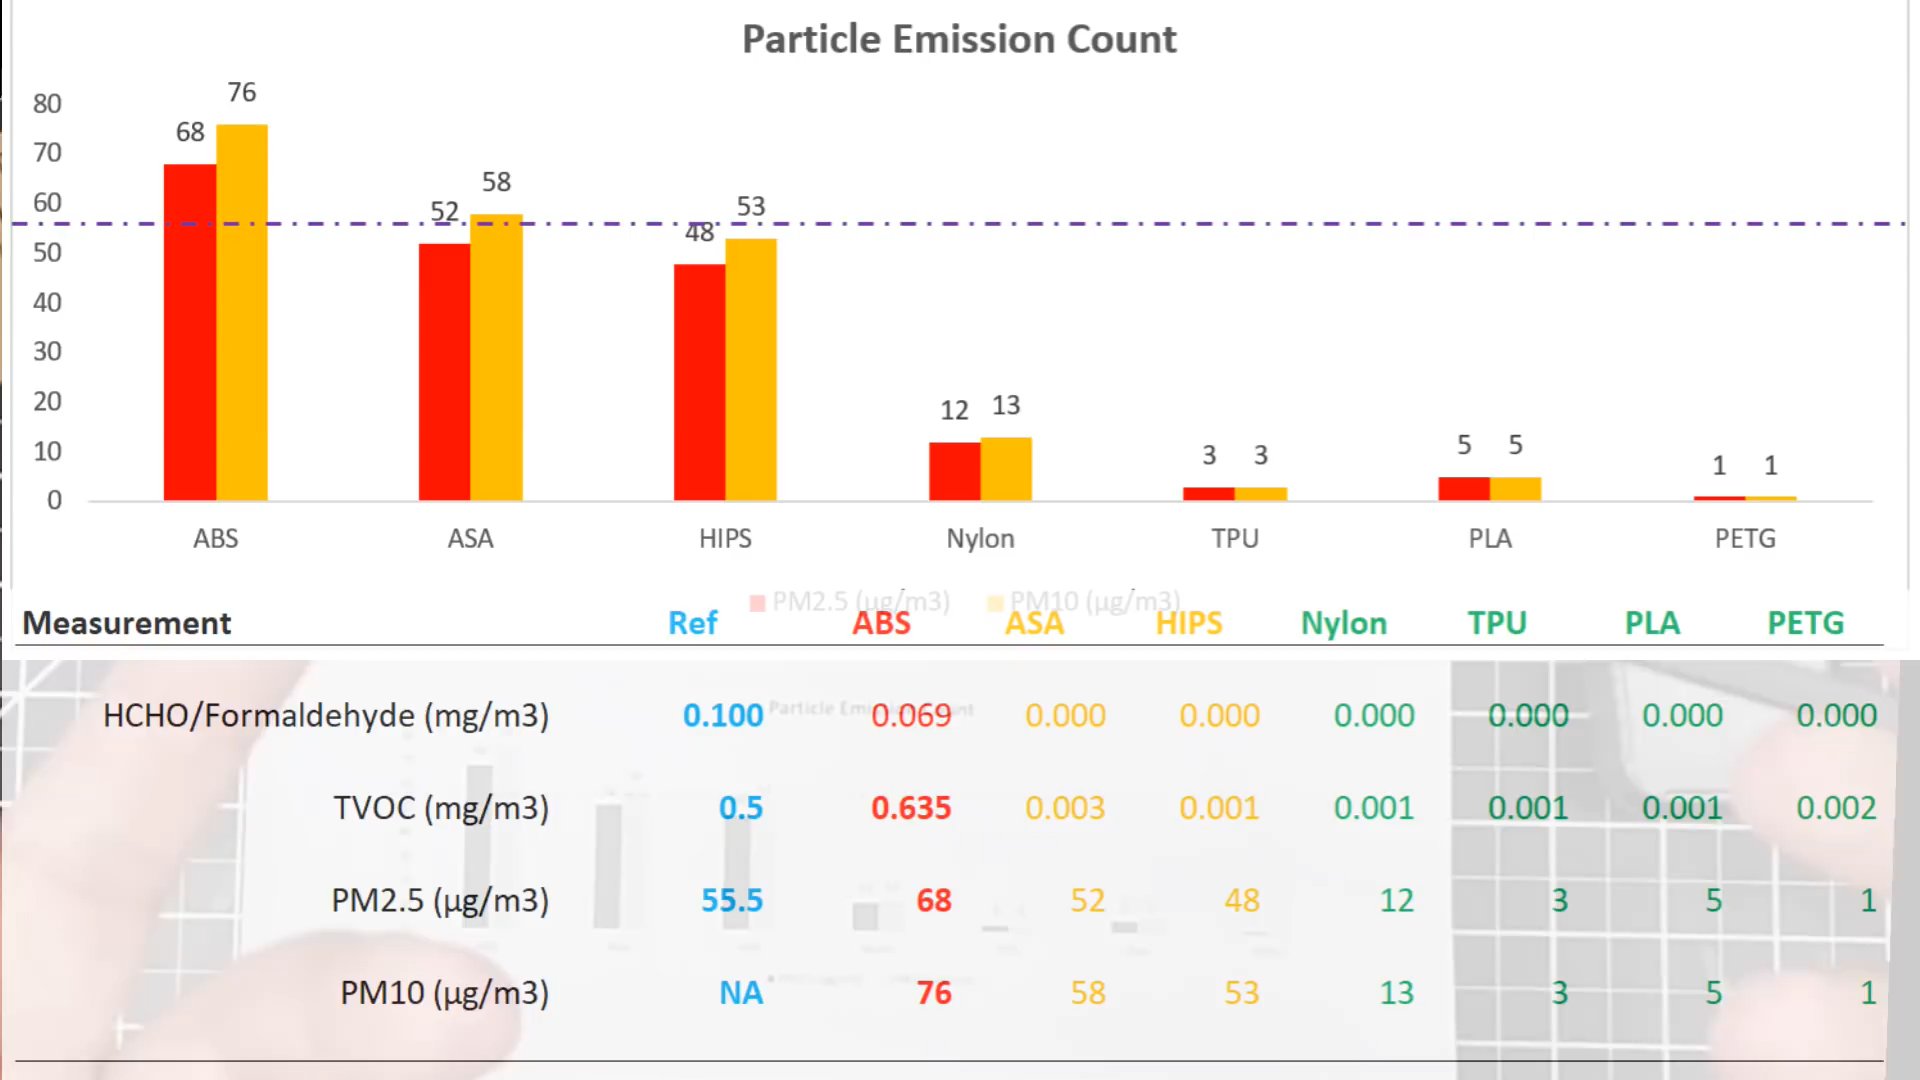 Particle Emission Count
80
70
60
50
40
30
20
10
0
68 76
52 58
48 53
12 13
3 3
5 5
1 1
ABS ASA HIPS Nylon TPU PLA PETG
PM2.5 (µg/m3) PM10 (µg/m3)
Measurement Ref ABS ASA HIPS Nylon TPU PLA PETG
Particle Emission Count
HCHO/Formaldehyde (mg/m3) 0.100 0.069 0.000 0.000 0.000 0.000 0.000 0.000
TVOC (mg/m3) 0.5 0.635 0.003 0.001 0.001 0.001 0.001 0.002
PM2.5 (µg/m3) 55.5 68 52 48 12 3 5 1
PM10 (µg/m3) NA 76 58 53 13 3 5 1